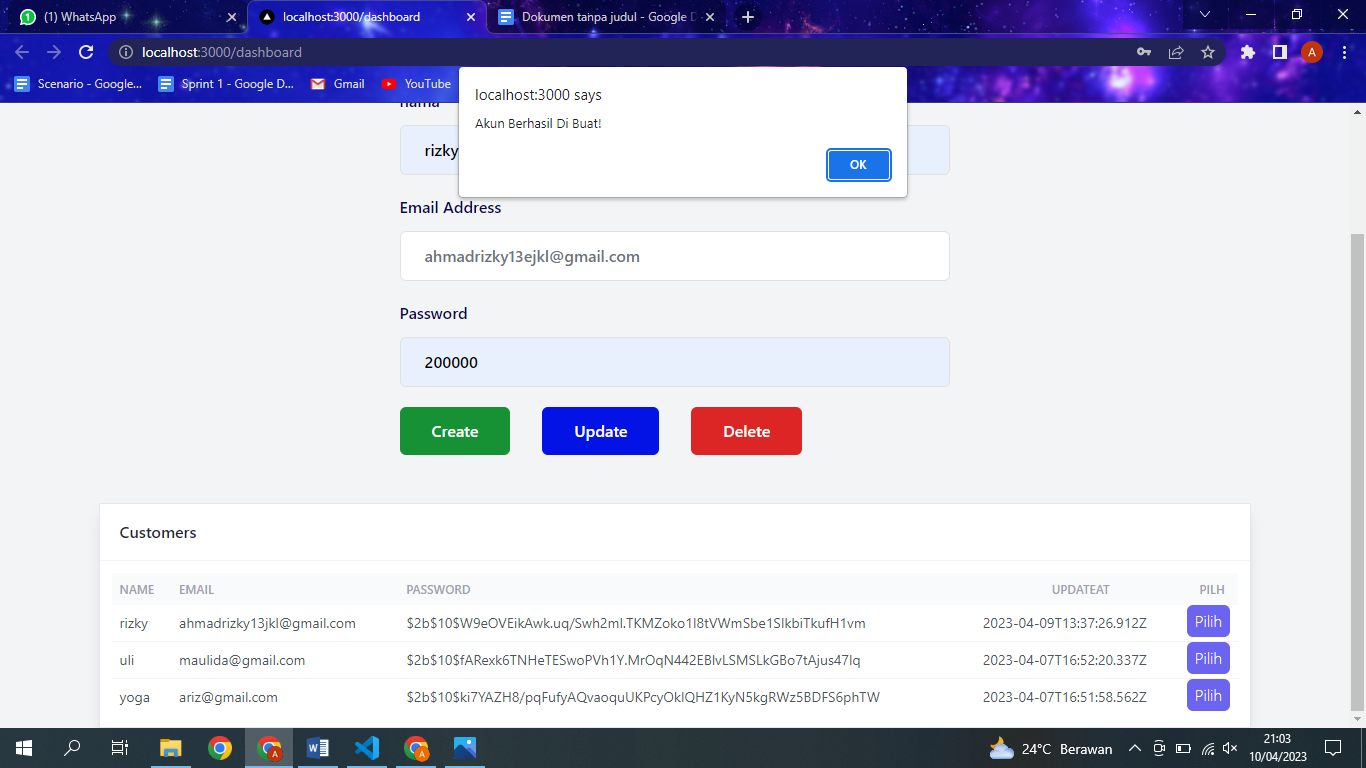 (1) WhatsApp
localhost:3000/dashboard
Dokumen tanpa judul - Google D
localhost:3000/dashboard
A
Scenario - Google...
Sprint 1 - Google D...
Gmail
YouTube
localhost:3000 says
Akun Berhasil Di Buat!
OK
nama
rizky
Email Address
ahmadrizky13ejkl@gmail.com
Password
200000
Create Update Delete
Customers
NAME EMAIL PASSWORD UPDATEAT PILH
rizky ahmadrizky13jkl@gmail.com $2b$10$W9eOVEikAwk.uq/Swh2ml.TKMZoko1I8tVWmSbe1SIkbiTkufH1vm 2023-04-09T13:37:26.912Z Pilih
uli maulida@gmail.com $2b$10$fARexk6TNHeTESwoPVh1Y.MrOqN442EBlvLSMSLkGBo7tAjus47Iq 2023-04-07T16:52:20.337Z Pilih
yoga ariz@gmail.com $2b$10$ki7YAZH8/pqFufyAQvaoquUKPcyOkIQHZ1KyN5kgRWz5BDFS6phTW 2023-04-07T16:51:58.562Z Pilih
24°C Berawan
21:03
10/04/2023